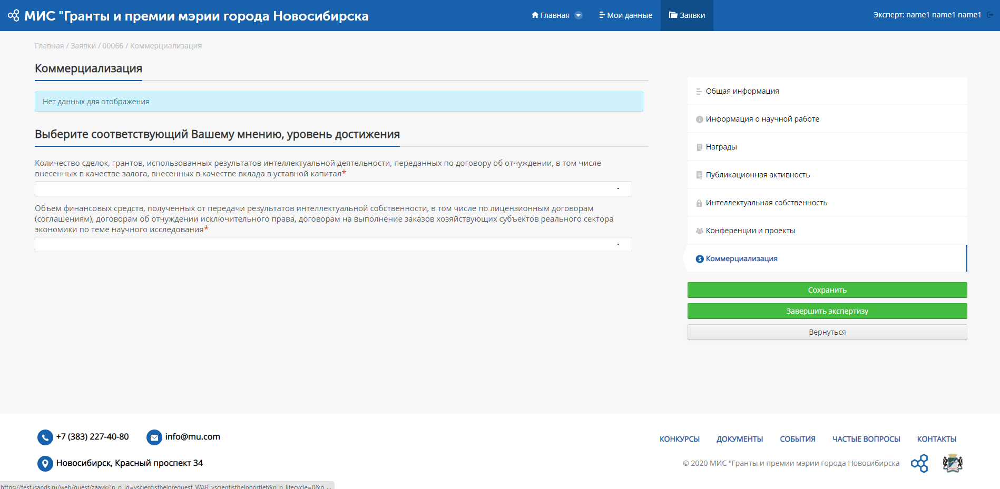 МИС "Гранты и премии мэрии города Новосибирска
Главная
Мои данные
Заявки
Эксперт: name1 name1 name1
Главная / Заявки / 00066 / Коммерциализация
Коммерциализация
Нет данных для отображения
Выберите соответствующий Вашему мнению, уровень достижения
Количество сделок, грантов, использованных результатов интеллектуальной деятельности, переданных по договору об отчуждении, в том числе
внесенных в качестве залога, внесенных в качестве вклада в уставной капитал*
Объем финансовых средств, полученных от передачи результатов интеллектуальной собственности, в том числе по лицензионным договорам
(соглашениям), договорам об отчуждении исключительного права, договорам на выполнение заказов хозяйствующих субъектов реального сектора
экономики по теме научного исследования*
Общая информация
Информация о научной работе
Награды
Публикационная активность
Интеллектуальная собственность
Конференции и проекты
Коммерциализация
Сохранить
Завершить экспертизу
Вернуться
+7 (383) 227-40-80
info@mu.com
Новосибирск, Красный проспект 34
КОНКУРСЫ
ДОКУМЕНТЫ
СОБЫТИЯ
ЧАСТЫЕ ВОПРОСЫ
КОНТАКТЫ
© 2020 МИС "Гранты и премии мэрии города Новосибирска
https://test.isands.ru/web/guest/zaavki?p_p_id=vscientisthelprequest_WAR_vscientisthelpportlet&p_p_lifecycle=0&p_...